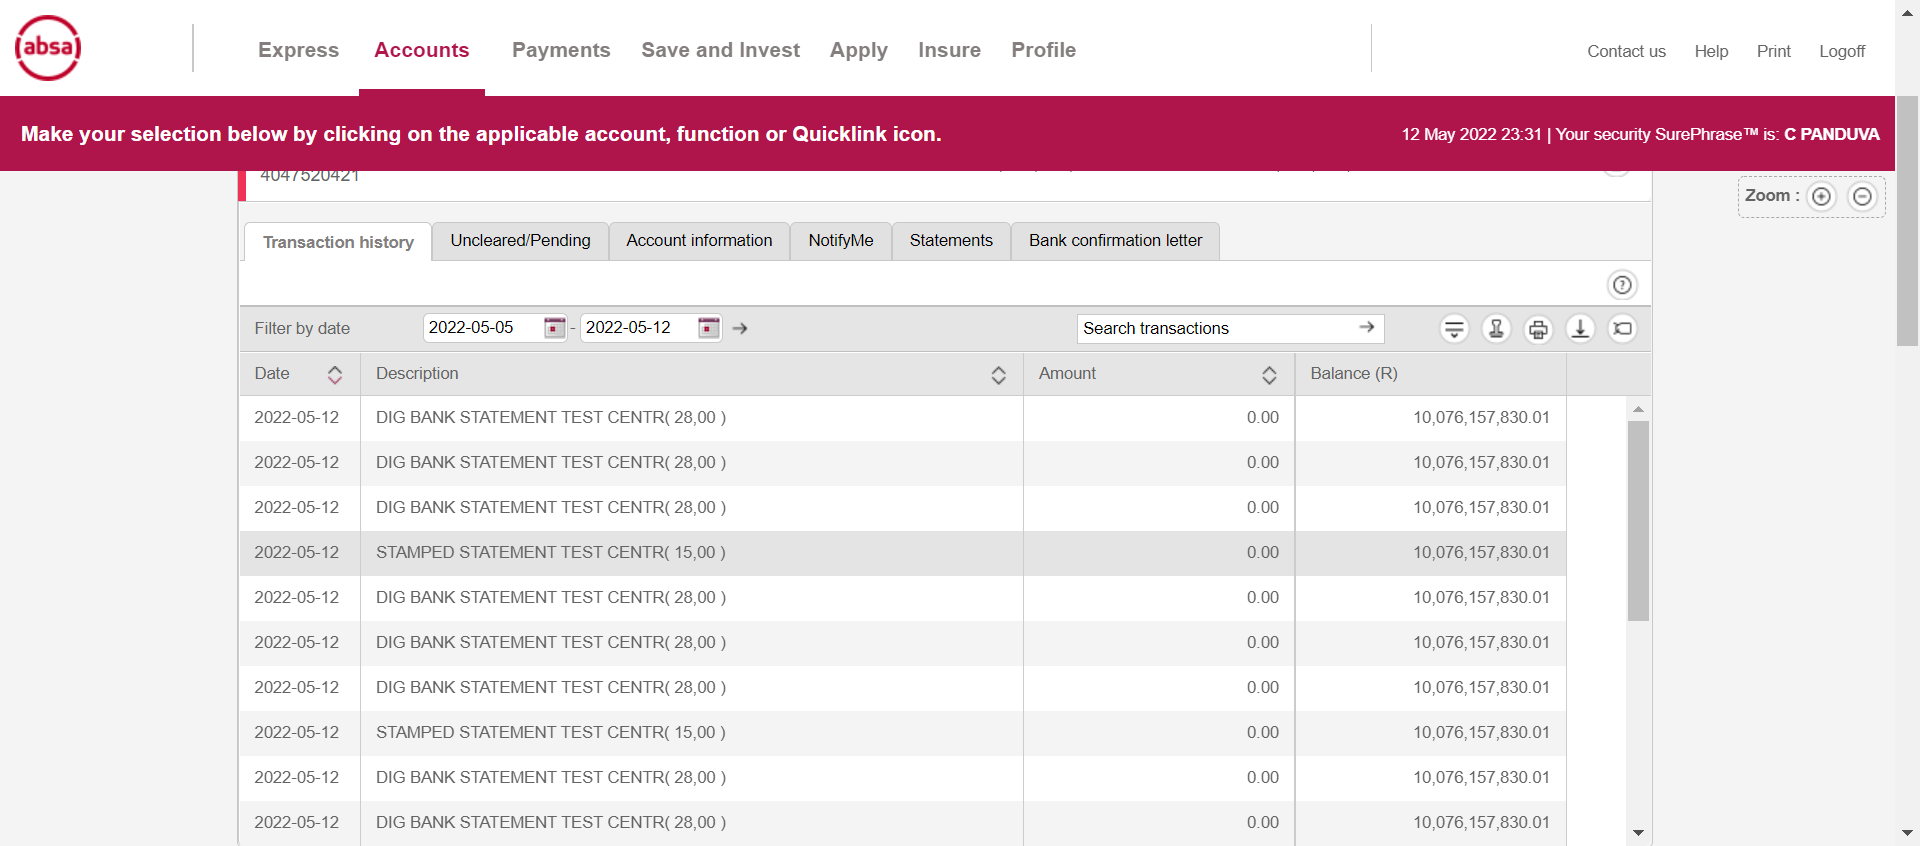 absa
Express Accounts Payments Save and Invest Apply Insure Profile
Contact us Help Print Logoff
Make your selection below by clicking on the applicable account, function or Quicklink icon.
12 May 2022 23:31 | Your security SurePhrase™ is: C PANDUVA
4047520421
Zoom :
Transaction history Uncleared/Pending Account information NotifyMe Statements Bank confirmation letter
Filter by date 2022-05-05 - 2022-05-12 Search transactions
Date Description Amount Balance (R)
2022-05-12 DIG BANK STATEMENT TEST CENTR( 28,00 ) 0.00 10,076,157,830.01
2022-05-12 DIG BANK STATEMENT TEST CENTR( 28,00 ) 0.00 10,076,157,830.01
2022-05-12 DIG BANK STATEMENT TEST CENTR( 28,00 ) 0.00 10,076,157,830.01
2022-05-12 STAMPED STATEMENT TEST CENTR( 15,00 ) 0.00 10,076,157,830.01
2022-05-12 DIG BANK STATEMENT TEST CENTR( 28,00 ) 0.00 10,076,157,830.01
2022-05-12 DIG BANK STATEMENT TEST CENTR( 28,00 ) 0.00 10,076,157,830.01
2022-05-12 DIG BANK STATEMENT TEST CENTR( 28,00 ) 0.00 10,076,157,830.01
2022-05-12 STAMPED STATEMENT TEST CENTR( 15,00 ) 0.00 10,076,157,830.01
2022-05-12 DIG BANK STATEMENT TEST CENTR( 28,00 ) 0.00 10,076,157,830.01
2022-05-12 DIG BANK STATEMENT TEST CENTR( 28,00 ) 0.00 10,076,157,830.01